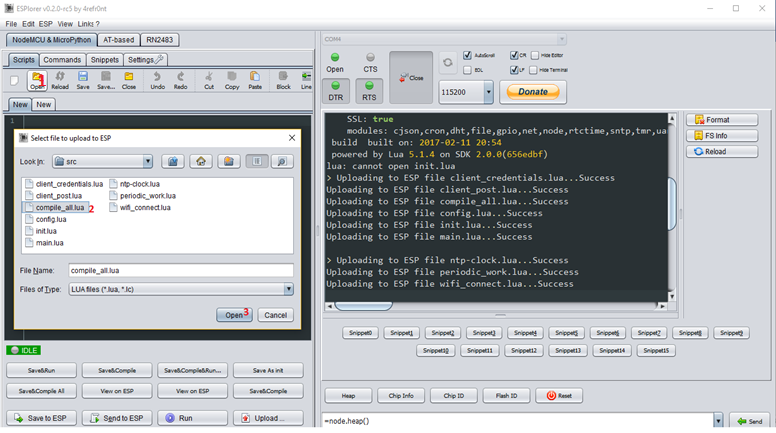 ESPlorer v0.2.0-rc5 by 4refr0nt
File Edit ESP View Links ?
NodeMCU & MicroPython AT-based RN2483
Scripts Commands Snippets Settings
Open Reload Save Save... Close Undo Redo Cut Copy Paste Block Line
1
New New
1
Select file to upload to ESP
Look In: src
client_credentials.lua ntp-clock.lua
client_post.lua periodic_work.lua
compile_all.lua 2 wifi_connect.lua
config.lua
init.lua
main.lua
File Name: compile_all.lua
Files of Type: LUA files (*.lua, *.lc)
Open 3 Cancel
IDLE
Save&Run Save&Compile Save&Compile&Run... Save As init
Save&Compile All View on ESP View on ESP Save&Compile
Save to ESP Send to ESP Run Upload ...
COM4
Open CTS Close AutoScroll CR Hide Editor
EOL LF Hide Terminal
DTR RTS 115200 Donate
SSL: true
modules: cjson,cron,dht,file,gpio,net,node,rtctime,sntp,tmr,ua
build built on: 2017-02-11 20:54
powered by Lua 5.1.4 on SDK 2.0.0(656edbf)
lua: cannot open init.lua
> Uploading to ESP file client_credentials.lua...Success
Uploading to ESP file client_post.lua...Success
Uploading to ESP file compile_all.lua...Success
Uploading to ESP file config.lua...Success
Uploading to ESP file init.lua...Success
Uploading to ESP file main.lua...Success
> Uploading to ESP file ntp-clock.lua...Success
Uploading to ESP file periodic_work.lua...Success
Uploading to ESP file wifi_connect.lua...Success
Format
FS Info
Reload
Snippet0 Snippet1 Snippet2 Snippet3 Snippet4 Snippet5 Snippet6 Snippet7 Snippet8 Snippet9
Snippet10 Snippet11 Snippet12 Snippet13 Snippet14 Snippet15
Heap Chip Info Chip ID Flash ID Reset
=node.heap() Send